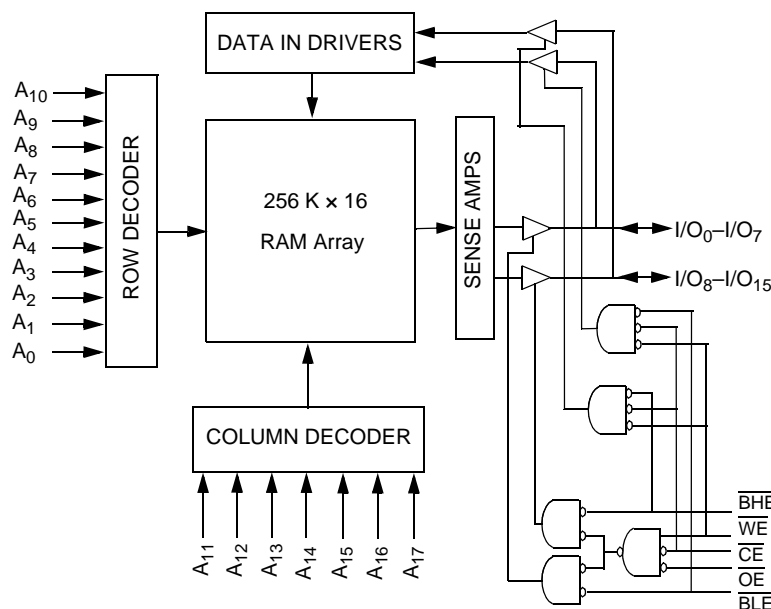 DATA IN DRIVERS
A10
A9
A8
A7
A6
A5
A4
A3
A2
A1
A0
ROW DECODER
256 K × 16
RAM Array
SENSE AMPS
I/O0–I/O7
I/O8–I/O15
COLUMN DECODER
A11
A12
A13
A14
A15
A16
A17
BHE
WE
CE
OE
BLE